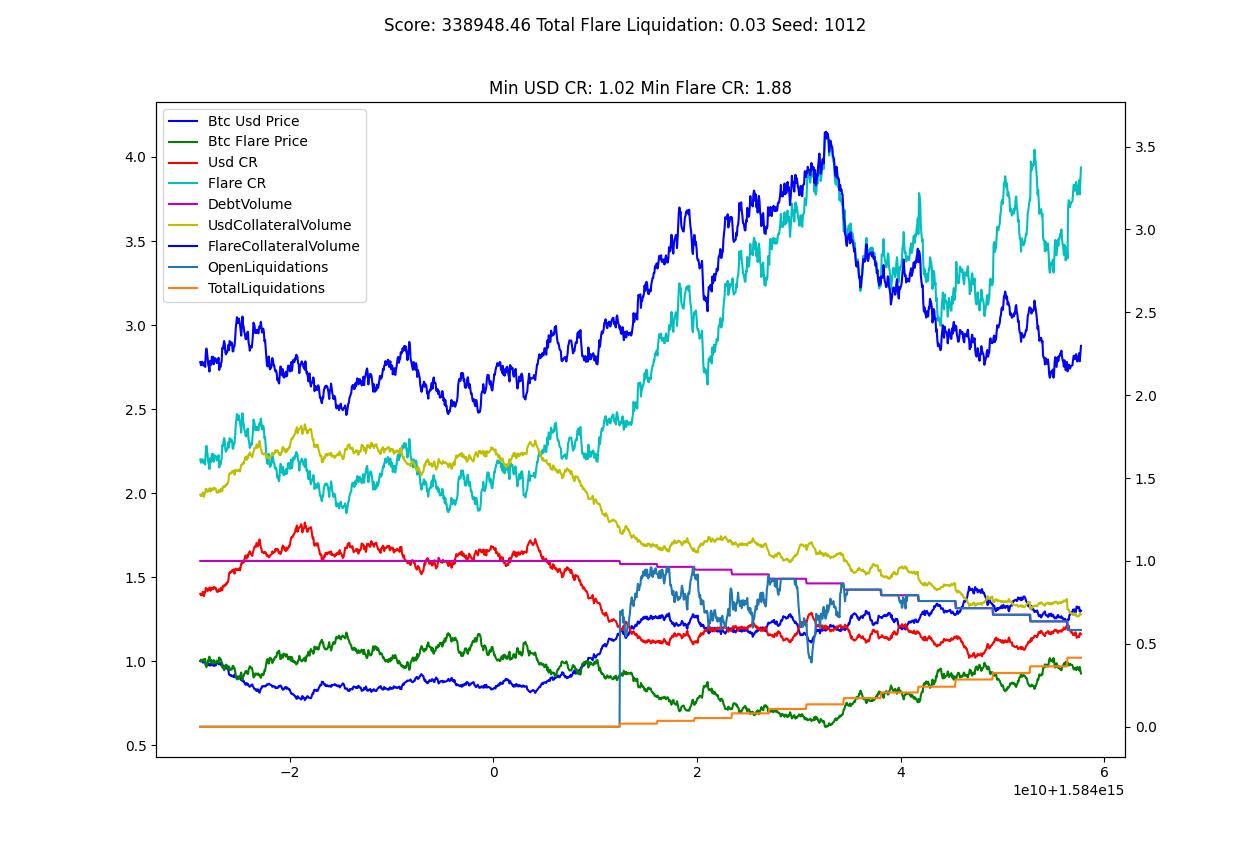 Score: 338948.46 Total Flare Liquidation: 0.03 Seed: 1012
Min USD CR: 1.02 Min Flare CR: 1.88
Btc Usd Price
Btc Flare Price
Usd CR
Flare CR
DebtVolume
UsdCollateralVolume
FlareCollateralVolume
OpenLiquidations
TotalLiquidations
4.0
3.5
3.0
2.5
2.0
1.5
1.0
0.5
3.5
3.0
2.5
2.0
1.5
1.0
0.5
0.0
−2
0
2
4
6
1e10+1.584e15